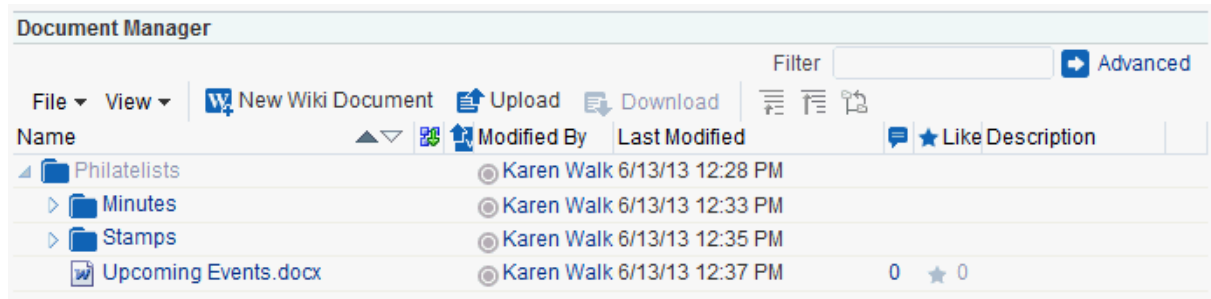 Document Manager
Filter Advanced
File View New Wiki Document Upload Download
Name Modified By Last Modified Like Description
Philatelists Karen Walk 6/13/13 12:28 PM
Minutes Karen Walk 6/13/13 12:33 PM
Stamps Karen Walk 6/13/13 12:35 PM
Upcoming Events.docx Karen Walk 6/13/13 12:37 PM 0 0